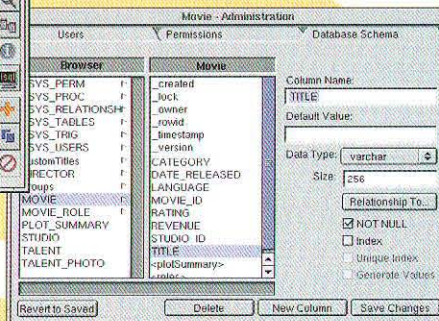 Movie - Administration
Users
Permissions
Database Schema
Browser
SYS_PERM
SYS_PROC
SYS_RELATIONSH
SYS_TABLES
SYS_TRIG
SYS_USERS
ustomTitles
IRECTOR
roups
MOVIE
MOVIE_ROLE
PLOT_SUMMARY
STUDIO
TALENT
TALENT_PHOTO
Movie
_created
_lock
_owner
_rowid
_timestamp
_version
CATEGORY
DATE_RELEASED
LANGUAGE
MOVIE_ID
RATING
REVENUE
STUDIO_ID
TITLE
<plotSummary>
Column Name:
TITLE
Default Value:
Data Type: varchar
Size: 256
Relationship To...
NOT NULL
Index
Unique Index
Generate Values
Revert to Saved
Delete
New Column
Save Changes